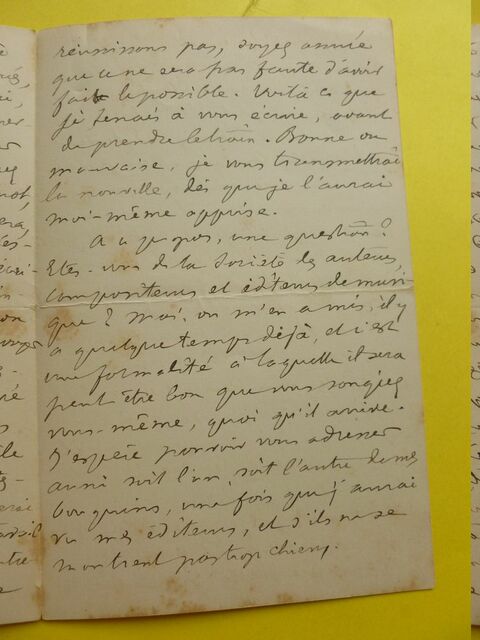 réussissons pas, soyez assurée
que ce ne sera pas faute d'avoir
fait le possible. Voilà ce que
je tenais à vous écrire, avant
de prendre le train. Bonne ou
mauvaise, je vous transmettrai
la nouvelle, dès que je l'aurai
moi-même apprise.
A propos, une question?
Etes-vous de la Société des auteurs,
compositeurs et éditeurs de musi-
que? Moi, on m'en a mis, il y
a quelque temps déjà, et c'est
une formalité à laquelle il sera
peut être bon que vous songiez
vous-même, quoi qu'il arrive.
J'espère pouvoir vous adresser
aussi soit l'un, soit l'autre de mes
bouquins, une fois que j'aurai
vu mes éditeurs, et s'ils ne se
montrent pas trop chiens.